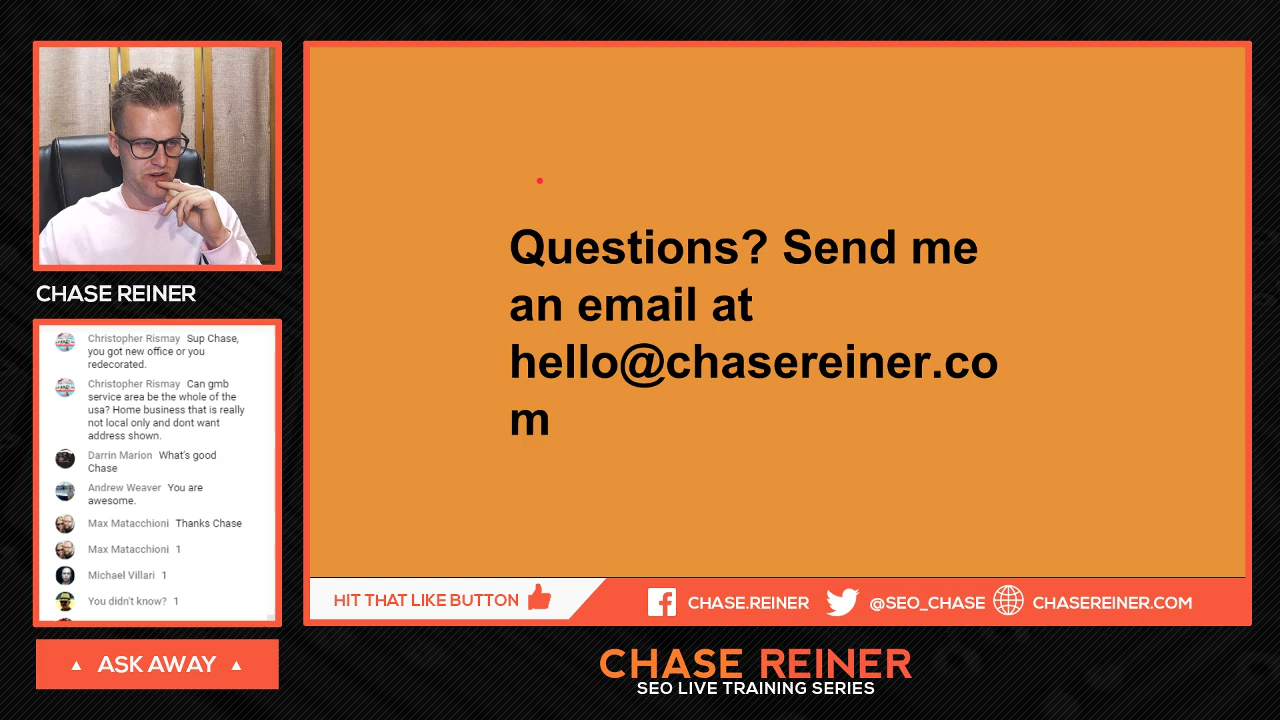 CHASE REINER
Christopher Rismay Sup Chase,
you got new office or you
redecorated.
Christopher Rismay Can gmb
service area be the whole of the
usa? Home business that is really
not local only and dont want
address shown.
Darrin Marion What's good
Chase
Andrew Weaver You are
awesome.
Max Matacchioni Thanks Chase
Max Matacchioni 1
Michael Villari 1
You didn't know? 1
▲ ASK AWAY ▲
Questions? Send me
an email at
hello@chasereiner.co
m
HIT THAT LIKE BUTTON
CHASE.REINER
@SEO_CHASE
CHASEREINER.COM
CHASE REINER
SEO LIVE TRAINING SERIES